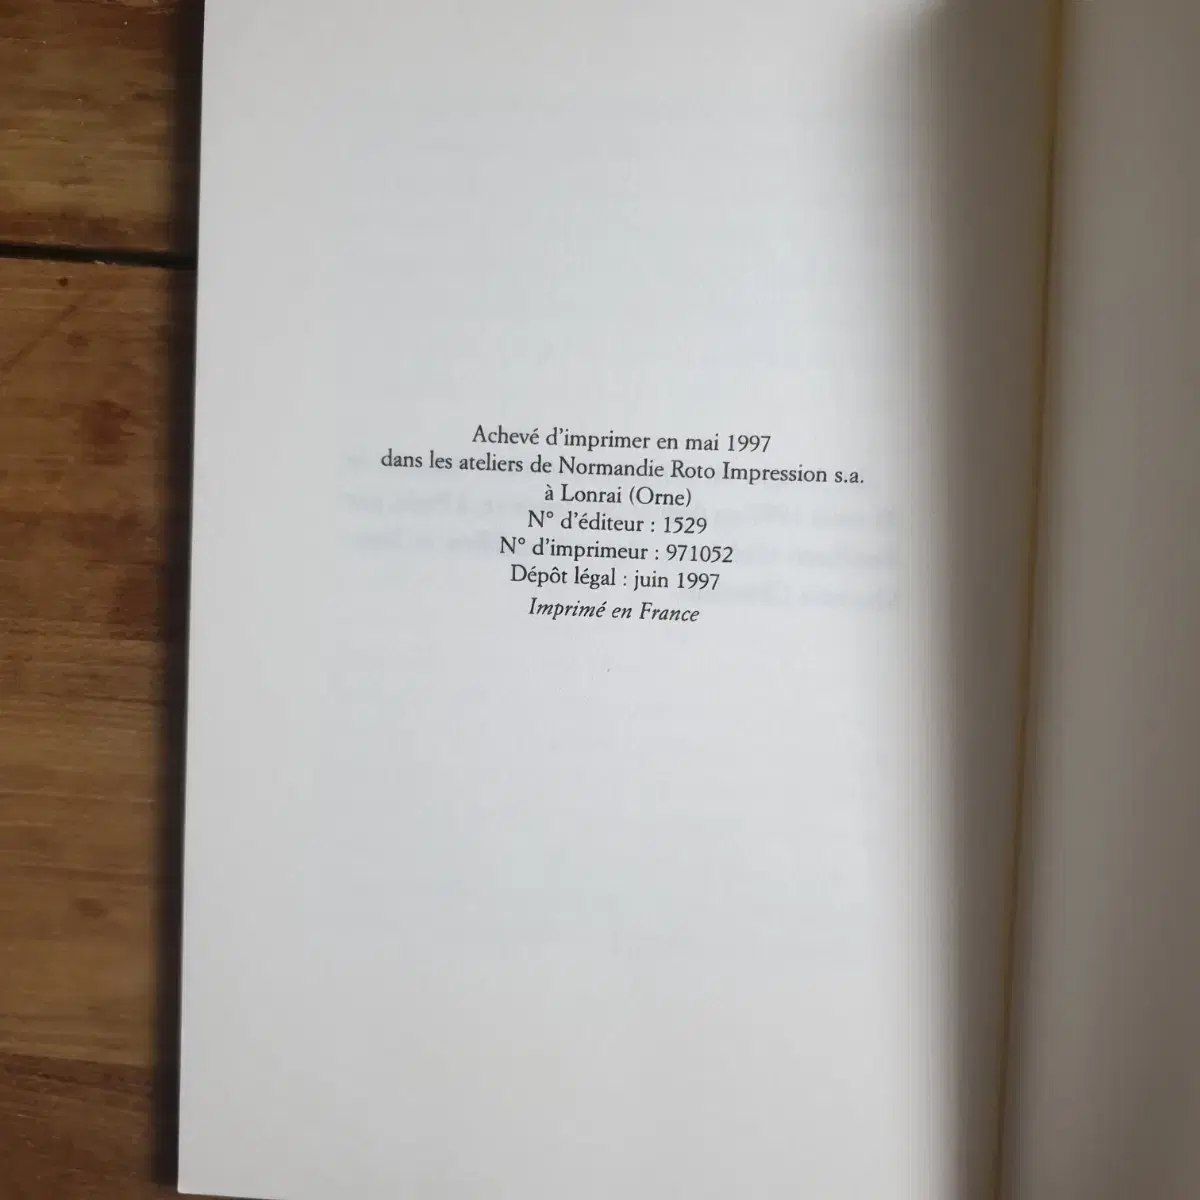 Achevé d'imprimer en mai 1997
dans les ateliers de Normandie Roto Impression s.a.
à Lonrai (Orne)
N° d'éditeur : 1529
N° d'imprimeur : 971052
Dépôt légal : juin 1997
Imprimé en France